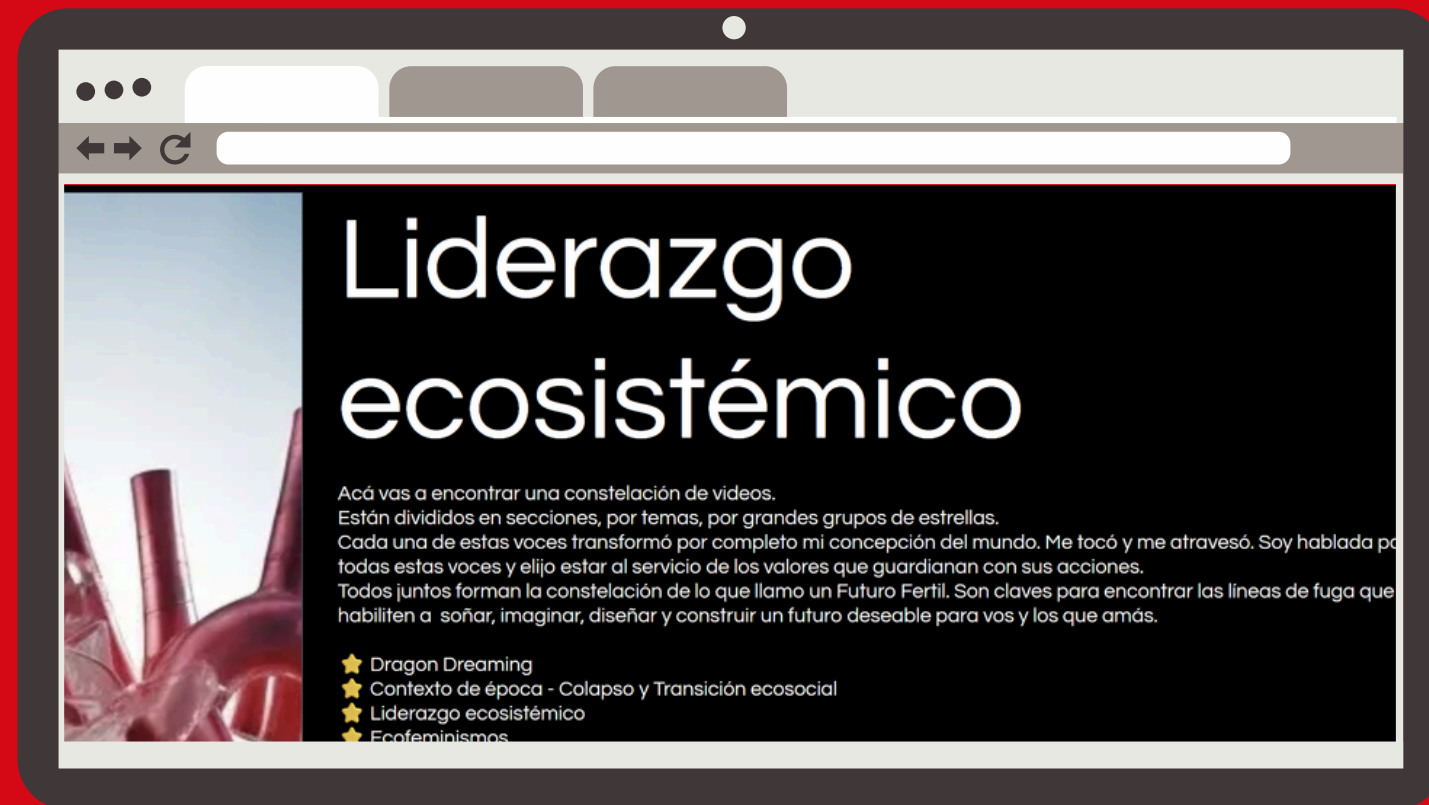 Liderazgo
ecosistémico
Acá vas a encontrar una constelación de videos.
Están divididos en secciones, por temas, por grandes grupos de estrellas.
Cada una de estas voces transformó por completo mi concepción del mundo. Me tocó y me atravesó. Soy hablada
todas estas voces y elijo estar al servicio de los valores que guardianan con sus acciones.
Todos juntos forman la constelación de lo que llamo un Futuro Fertil. Son claves para encontrar las líneas de fuga que
habiliten a  soñar, imaginar, diseñar y construir un futuro deseable para vos y los que amás.
Dragon Dreaming
Contexto de época - Colapso y Transición ecosocial
Liderazgo ecosistémico
Ecofeminismos